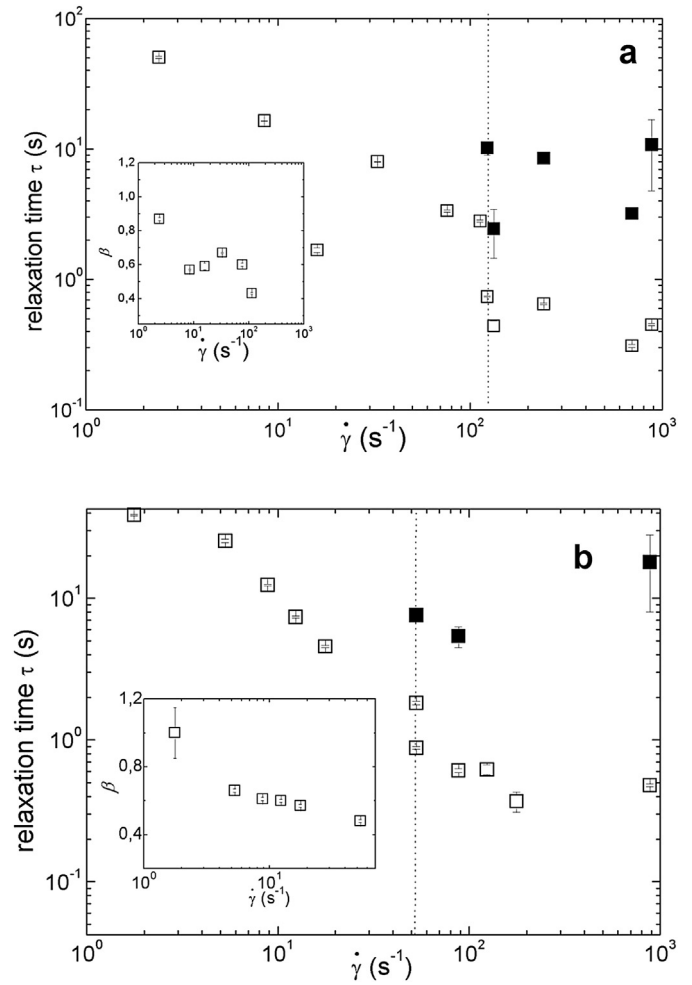 10²
a
10¹
relaxation time τ (s)
1,2
1,0
β
0,8
0,6
0,4
10⁰ 10¹ 10² 10³
γ̇ (s⁻¹)
10⁰
10⁻¹
10⁰ 10¹ 10² 10³
γ̇ (s⁻¹)
b
10¹
relaxation time τ (s)
1,2
1,0
β
0,8
0,4
10⁰ 10¹
γ̇ (s⁻¹)
10⁰
10⁻¹
10⁰ 10¹ 10² 10³
γ̇ (s⁻¹)